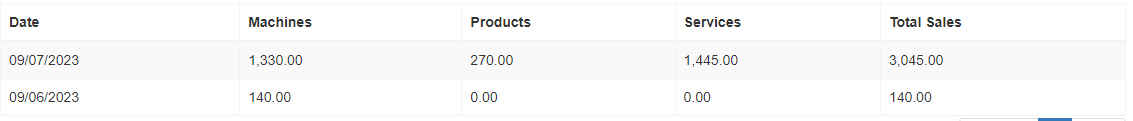 Date Machines Products Services Total Sales
09/07/2023 1,330.00 270.00 1,445.00 3,045.00
09/06/2023 140.00 0.00 0.00 140.00